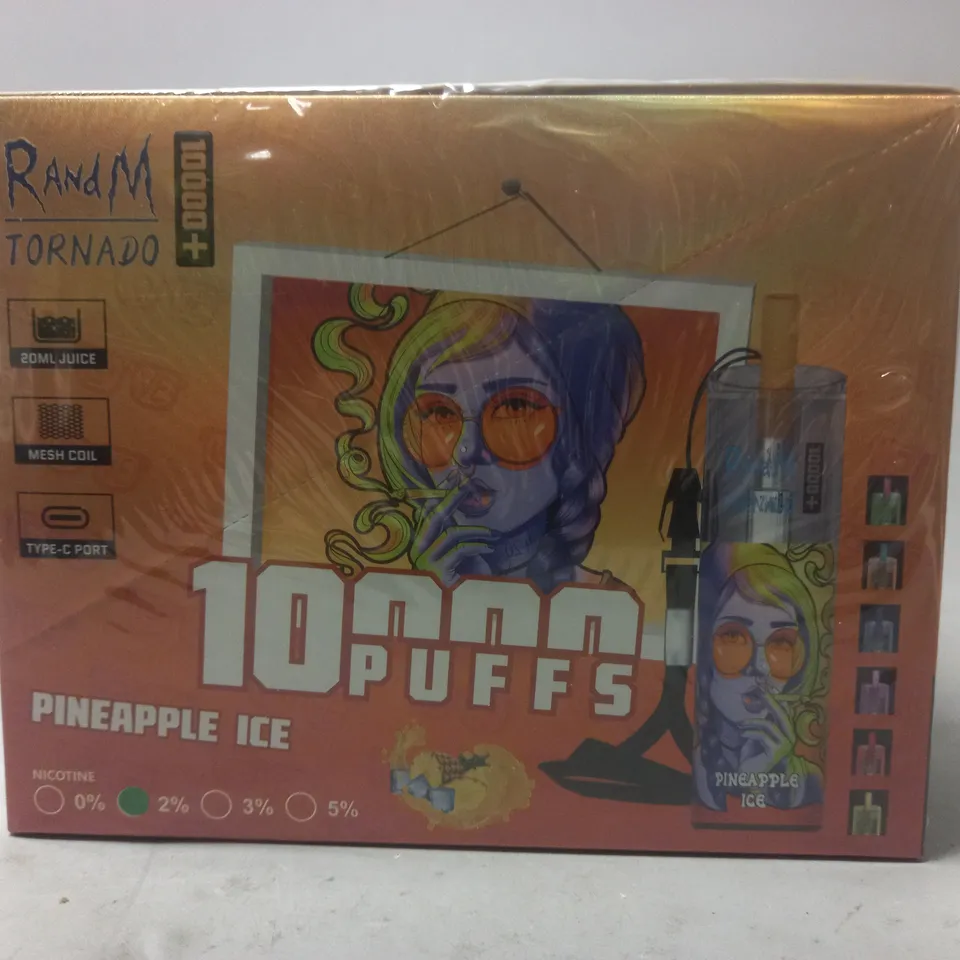 RANDM
TORNADO
10000+
20ML JUICE
MESH COIL
TYPE-C PORT
10000
PUFFS
PINEAPPLE ICE
NICOTINE
0% 2% 3% 5%
10000+
PINEAPPLE
ICE